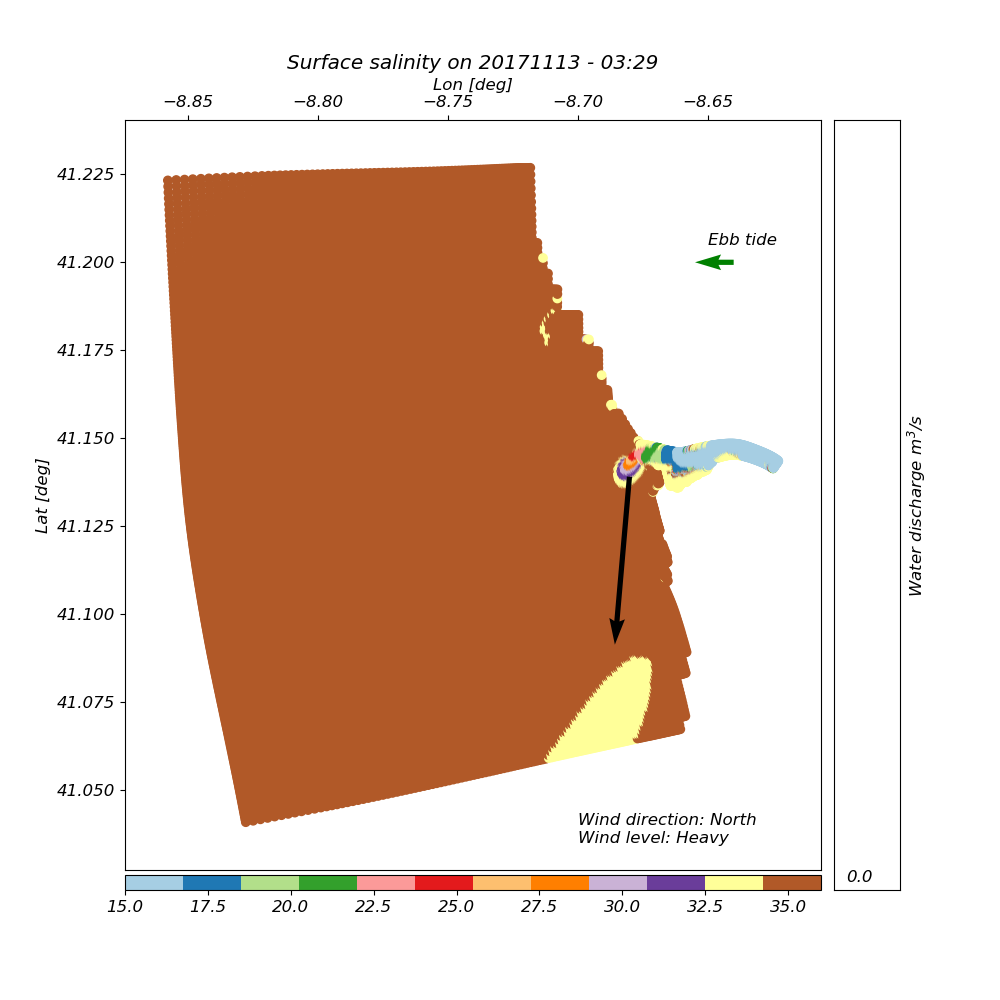 Surface salinity on 20171113 - 03:29
Lon [deg]
−8.85 −8.80 −8.75 −8.70 −8.65
41.225
Ebb tide
41.200
41.175
41.150
41.125
41.100
41.075
41.050
Lat [deg]
Water discharge m³/s
Wind direction: North
Wind level: Heavy
0.0
15.0 17.5 20.0 22.5 25.0 27.5 30.0 32.5 35.0